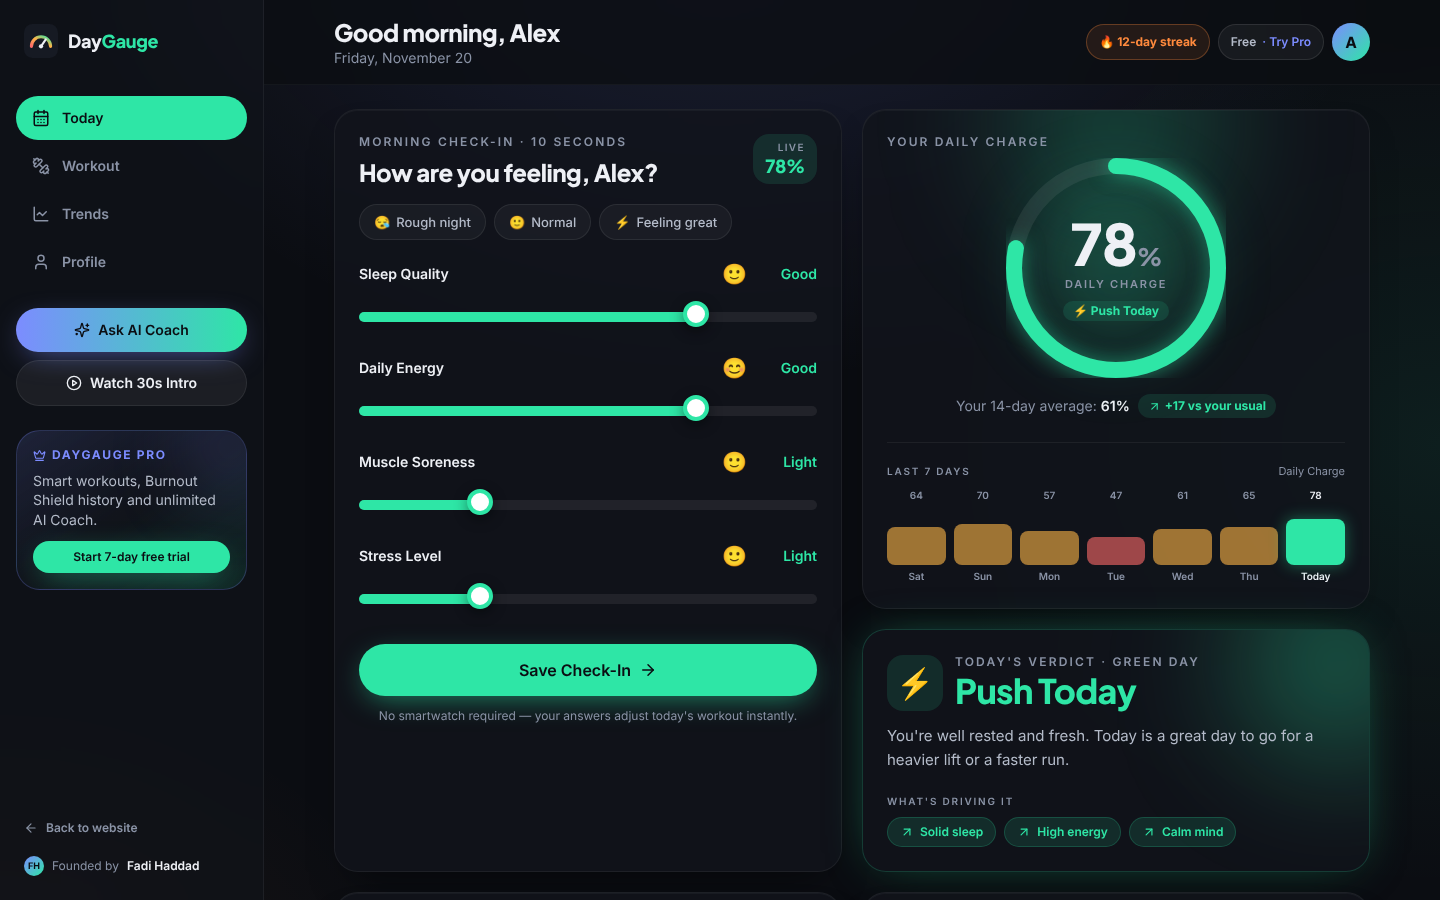 DayGauge
Today
Workout
Trends
Profile
Ask AI Coach
Watch 30s Intro
DAYGAUGE PRO
Smart workouts, Burnout
Shield history and unlimited
AI Coach.
Start 7-day free trial
Back to website
FH Founded by Fadi Haddad
Good morning, Alex
Friday, November 20
🔥 12-day streak
Free · Try Pro
A
MORNING CHECK-IN · 10 SECONDS
How are you feeling, Alex?
LIVE
78%
😪 Rough night
🙂 Normal
⚡ Feeling great
Sleep Quality 🙂 Good
Daily Energy 😊 Good
Muscle Soreness 🙂 Light
Stress Level 🙂 Light
Save Check-In →
No smartwatch required — your answers adjust today's workout instantly.
YOUR DAILY CHARGE
78%
DAILY CHARGE
⚡ Push Today
Your 14-day average: 61%
+17 vs your usual
LAST 7 DAYS
Daily Charge
64 70 57 47 61 65 78
Sat Sun Mon Tue Wed Thu Today
TODAY'S VERDICT · GREEN DAY
Push Today
You're well rested and fresh. Today is a great day to go for a
heavier lift or a faster run.
WHAT'S DRIVING IT
Solid sleep
High energy
Calm mind